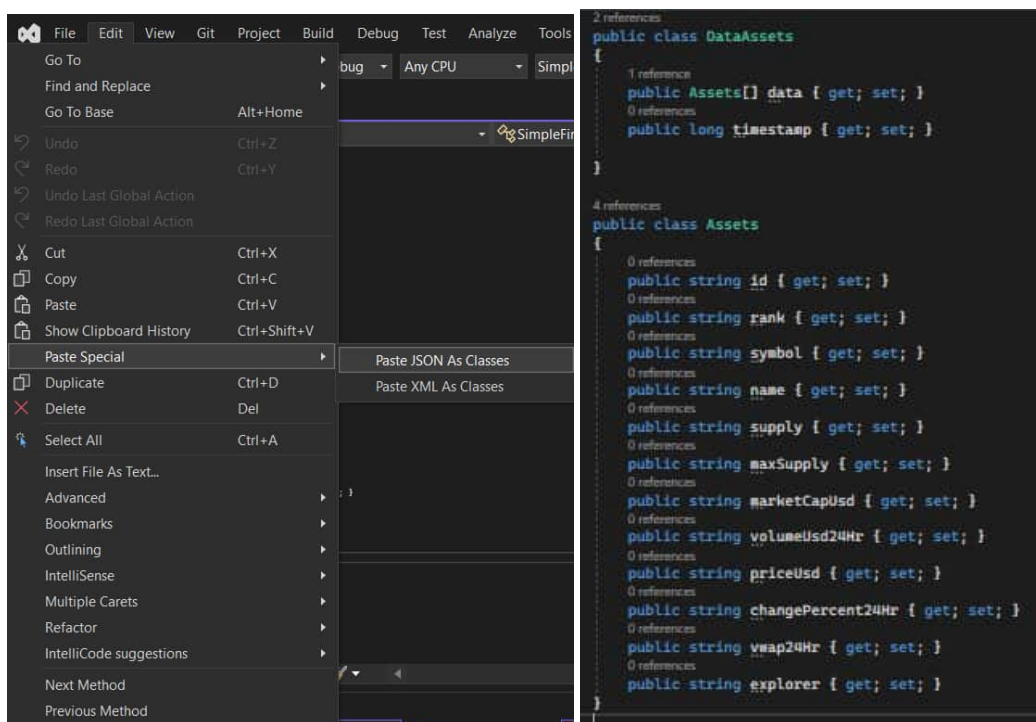 File Edit View Git Project Build Debug Test Analyze Tools
bug Any CPU Simpl
Go To
Find and Replace
Go To Base Alt+Home
SimpleFir
Undo Ctrl+Z
Redo Ctrl+Y
Undo Last Global Action
Redo Last Global Action
Cut Ctrl+X
Copy Ctrl+C
Paste Ctrl+V
Show Clipboard History Ctrl+Shift+V
Paste Special
Paste JSON As Classes
Paste XML As Classes
Duplicate Ctrl+D
Delete Del
Select All Ctrl+A
Insert File As Text...
Advanced
; }
Bookmarks
Outlining
IntelliSense
Multiple Carets
Refactor
IntelliCode suggestions
Next Method
Previous Method
2 references
public class DataAssets
{
1 reference
public Assets[] data { get; set; }
0 references
public long timestamp { get; set; }
}
4 references
public class Assets
{
0 references
public string id { get; set; }
0 references
public string rank { get; set; }
0 references
public string symbol { get; set; }
0 references
public string name { get; set; }
0 references
public string supply { get; set; }
0 references
public string maxSupply { get; set; }
0 references
public string marketCapUsd { get; set; }
0 references
public string volumeUsd24Hr { get; set; }
0 references
public string priceUsd { get; set; }
0 references
public string changePercent24Hr { get; set; }
0 references
public string vwap24Hr { get; set; }
0 references
public string explorer { get; set; }
}